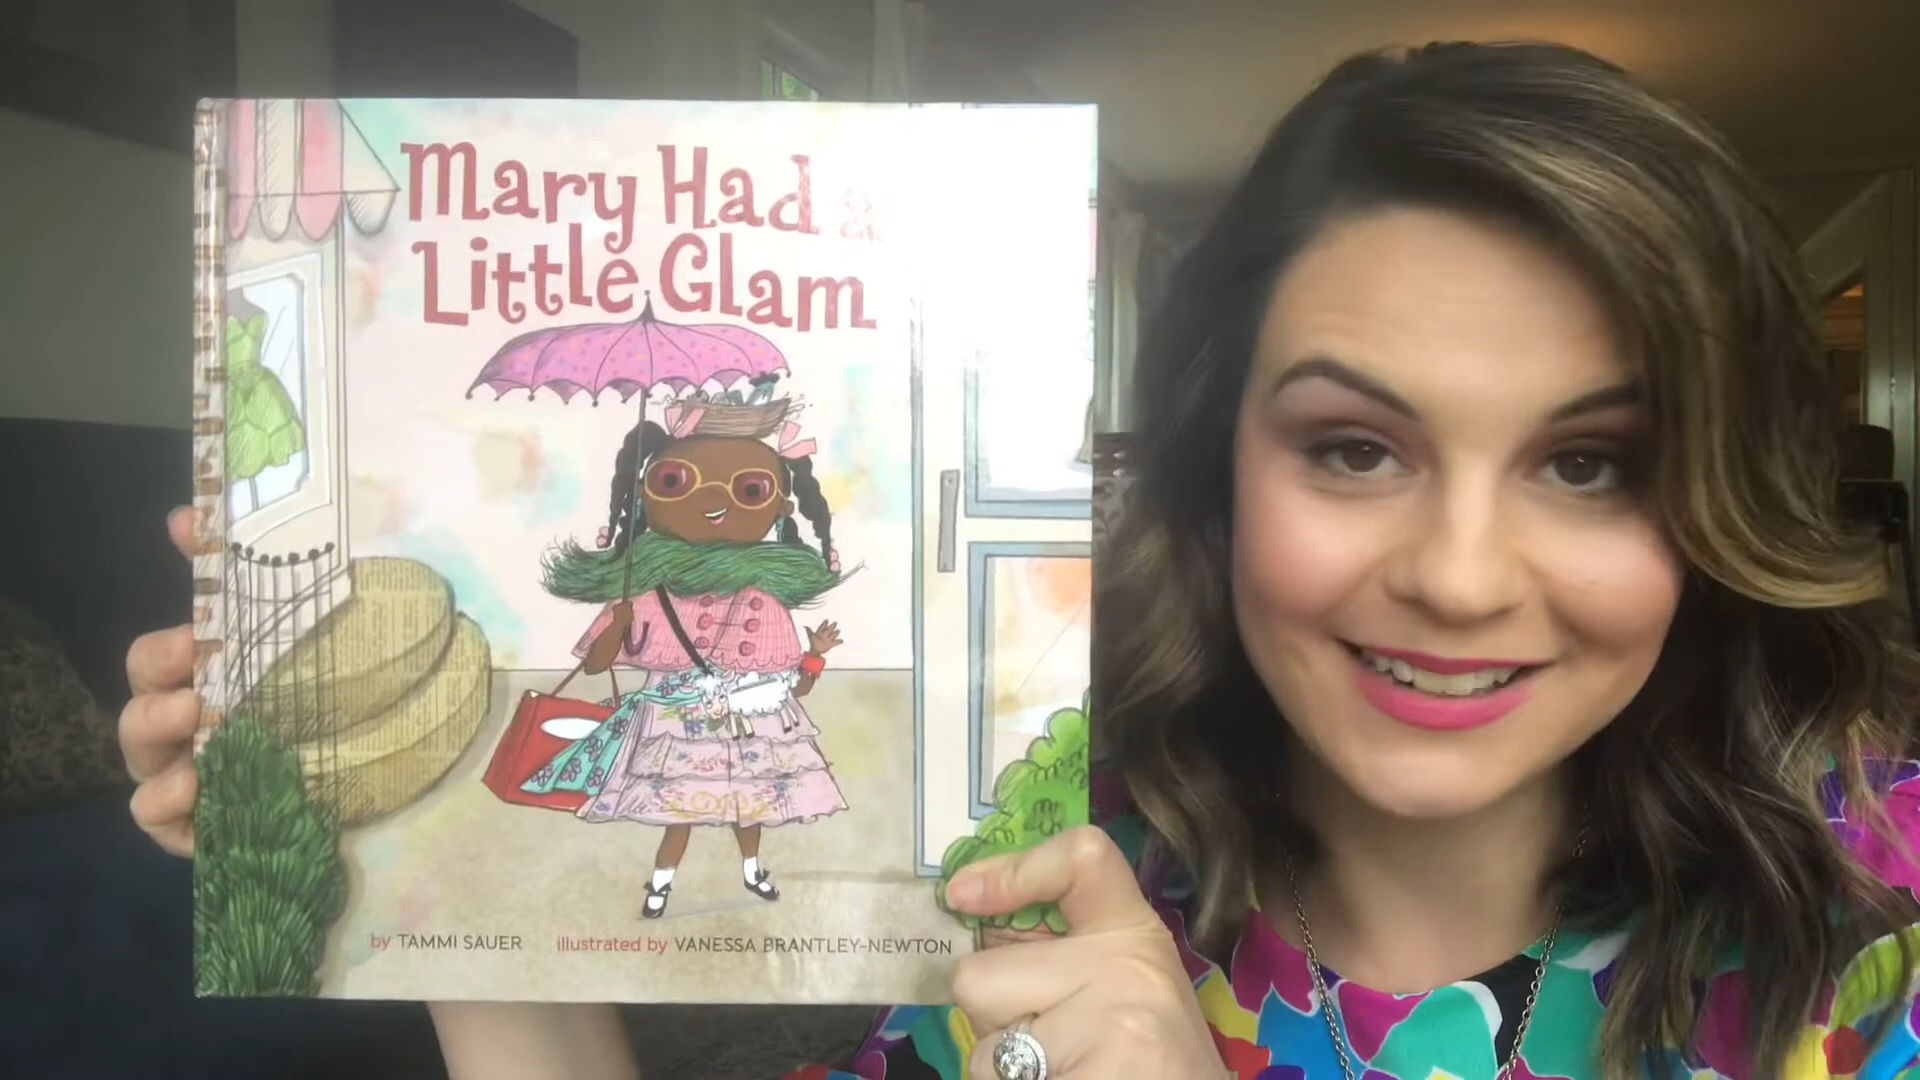 Mary Had a
Little Glam
by TAMMI SAUER illustrated by VANESSA BRANTLEY-NEWTON